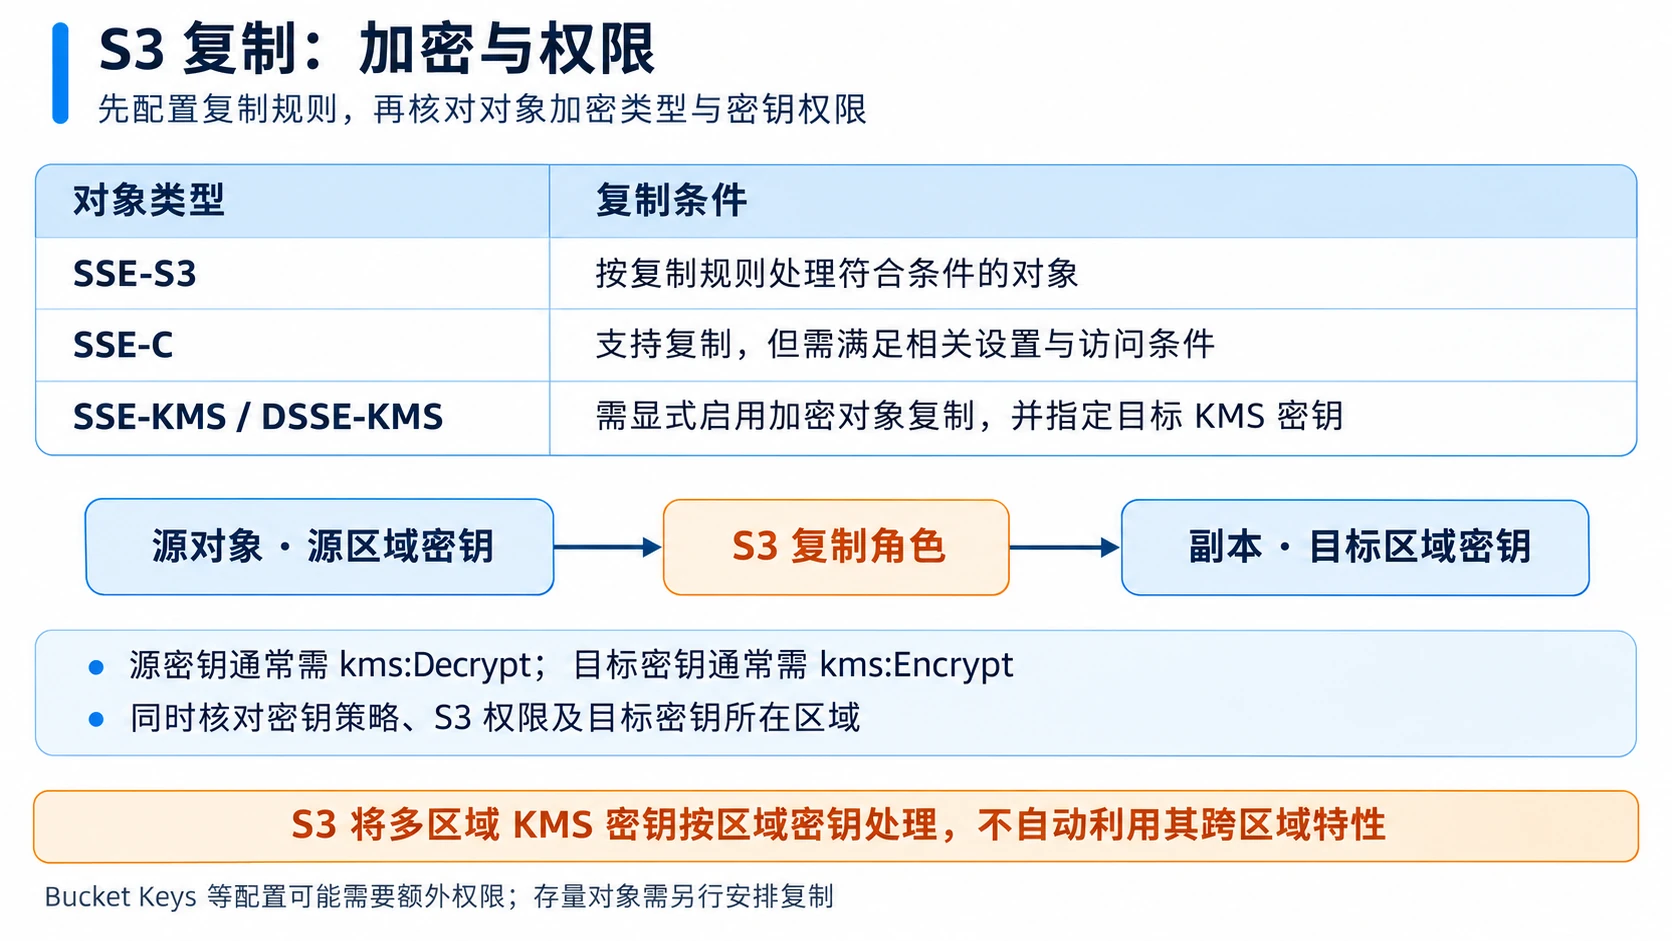 S3 复制：加密与权限
先配置复制规则，再核对对象加密类型与密钥权限
对象类型 复制条件
SSE-S3 按复制规则处理符合条件的对象
SSE-C 支持复制，但需满足相关设置与访问条件
SSE-KMS / DSSE-KMS 需显式启用加密对象复制，并指定目标 KMS 密钥
源对象・源区域密钥 S3 复制角色 副本・目标区域密钥
● 源密钥通常需 kms:Decrypt； 目标密钥通常需 kms:Encrypt
● 同时核对密钥策略、S3 权限及目标密钥所在区域
S3 将多区域 KMS 密钥按区域密钥处理，不自动利用其跨区域特性
Bucket Keys 等配置可能需要额外权限；存量对象需另行安排复制